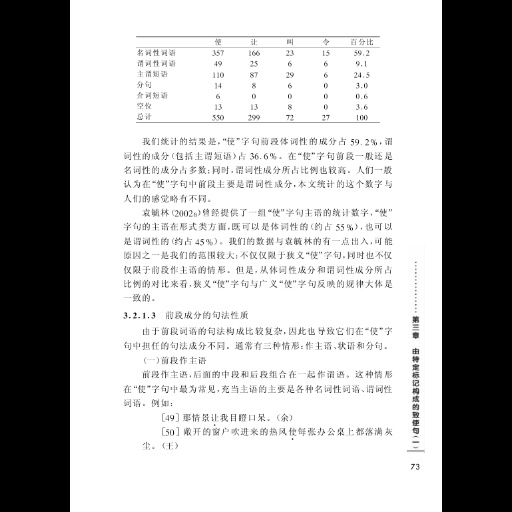 使 让 叫 令 百分比
名词性词语 357 166 23 15 59.2
谓词性词语 49 25 6 6 9.1
主谓短语 110 87 29 6 24.5
分句 14 8 6 0 3.0
介词短语 6 0 0 0 0.6
空位 13 13 8 0 3.6
总计 550 299 72 27 100
我们统计的结果是,“使”字句前段体词性的成分占 59.2%,谓
词性的成分(包括主谓短语)占 36.6%。在“使”字句前段一般还是
名词性的成分占多数;同时,谓词性成分所占比例也较高。人们一般
认为在“使”字句中前段主要是谓词性成分,本文统计的这个数字与
人们的感觉略有不同。
袁毓林(2002a)曾经提供了一组“使”字句主语的统计数字,“使”
字句的主语在形式类方面,既可以是体词性的(约占 55%),也可以
是谓词性的(约占 45%)。我们的数据与袁毓林的有一点出入,可能
原因之一是我们的范围较大:不仅仅限于狭义“使”字句,同时也不仅
仅限于前段作主语的情形。但是,从体词性成分和谓词性成分所占
比例的对比来看,狭义“使”字句与广义“使”字句反映的规律大体是
一致的。
3.2.1.3 前段成分的句法性质
由于前段词语的句法构成比较复杂,因此也导致它们在“使”字
句中担任的句法成分不同。通常有三种情形:作主语、状语和分句。
(一)前段作主语
前段作主语,后面的中段和后段组合在一起作谓语。这种情形
在“使”字句中最为常见,充当主语的主要是各种名词性词语、谓词性
词语。例如:
[49] 那情景让我目瞪口呆。(余)
[50] 敞开的窗户吹进来的热风使每张办公桌上都落满灰
尘。(王)
第三章 由特定标记构成的致使句(一)
73